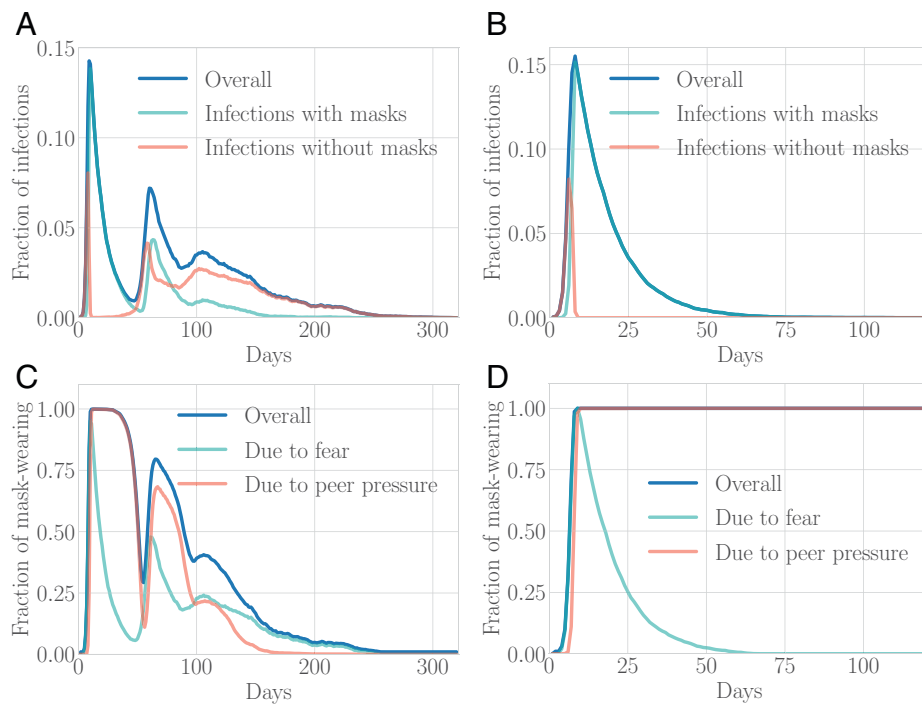 A
0.15
0.10
0.05
0.00
Fraction of infections
Overall
Infections with masks
Infections without masks
0
100
200
300
Days
B
0.15
0.10
0.05
0.00
Fraction of infections
Overall
Infections with masks
Infections without masks
0
25
50
75
100
Days
C
1.00
0.75
0.50
0.25
0.00
Fraction of mask-wearing
Overall
Due to fear
Due to peer pressure
0
100
200
300
Days
D
1.00
0.75
0.50
0.25
0.00
Fraction of mask-wearing
Overall
Due to fear
Due to peer pressure
0
25
50
75
100
Days